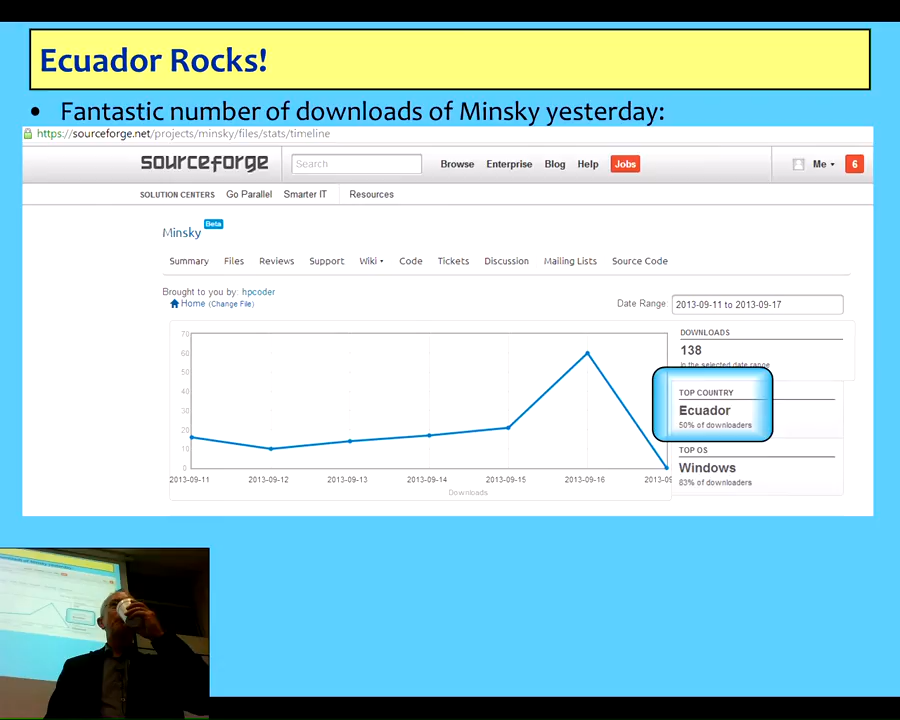 Ecuador Rocks!
• Fantastic number of downloads of Minsky yesterday:
https://sourceforge.net/projects/minsky/files/stats/timeline
sourceforge Search Browse Enterprise Blog Help Jobs Me 6
SOLUTION CENTERS Go Parallel Smarter IT Resources
Minsky Beta
Summary Files Reviews Support Wiki Code Tickets Discussion Mailing Lists Source Code
Brought to you by: hpcoder
Home (Change File)
Date Range: 2013-09-11 to 2013-09-17
DOWNLOADS
138
In the selected date range
TOP COUNTRY
Ecuador
50% of downloaders
TOP OS
Windows
83% of downloaders
70
60
50
40
30
20
10
0
2013-09-11 2013-09-12 2013-09-13 2013-09-14 2013-09-15 2013-09-16 2013-09
Downloads